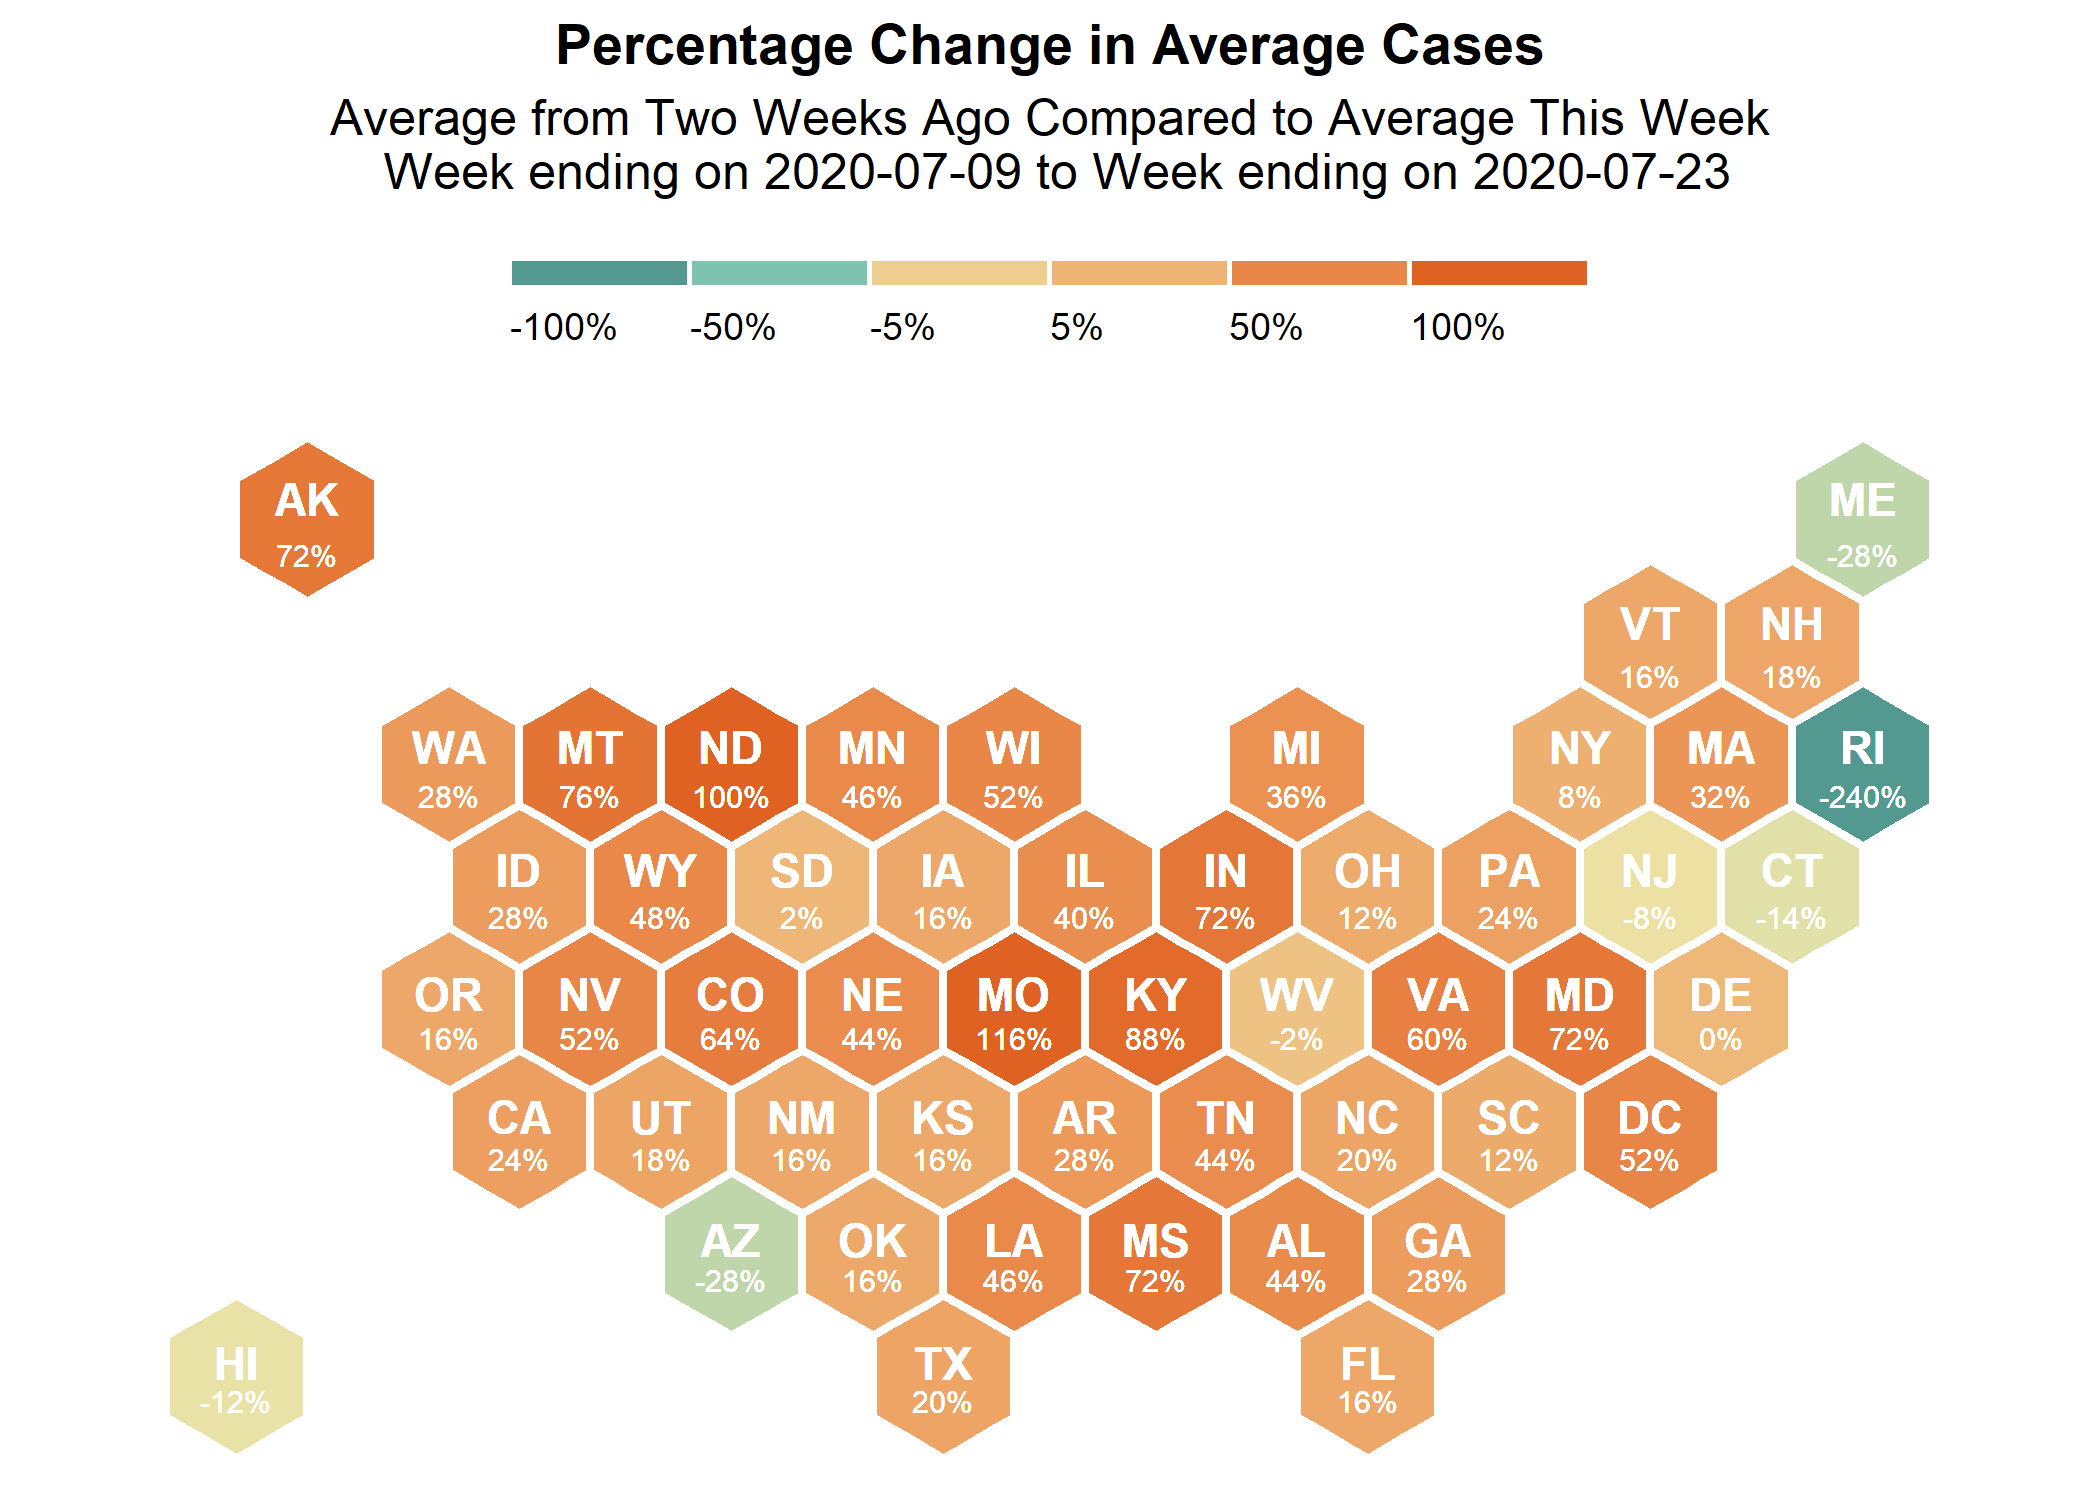 Percentage Change in Average Cases
Average from Two Weeks Ago Compared to Average This Week
Week ending on 2020-07-09 to Week ending on 2020-07-23
-100% -50% -5% 5% 50% 100%
AK ME
72% -28%
VT NH
16% 18%
WA MT ND MN WI MI NY MA RI
28% 76% 100% 46% 52% 36% 8% 32% -240%
ID WY SD IA IL IN OH PA NJ CT
28% 48% 2% 16% 40% 72% 12% 24% -8% -14%
OR NV CO NE MO KY WV VA MD DE
16% 52% 64% 44% 116% 88% -2% 60% 72% 0%
CA UT NM KS AR TN NC SC DC
24% 18% 16% 16% 28% 44% 20% 12% 52%
AZ OK LA MS AL GA
-28% 16% 46% 72% 44% 28%
HI TX FL
-12% 20% 16%